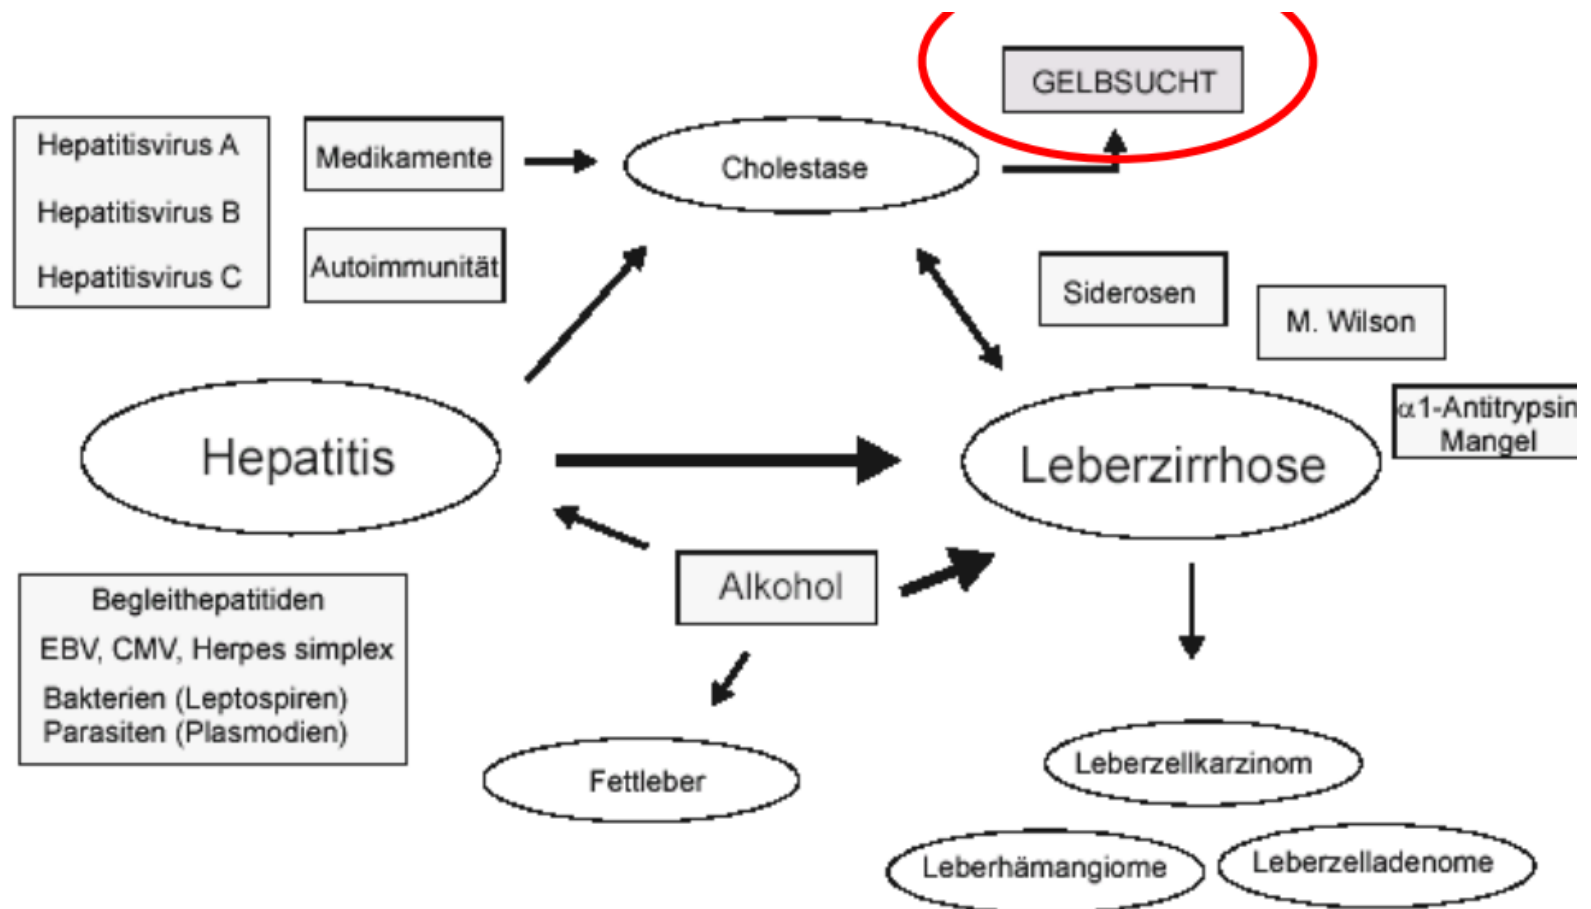 GELBSUCHT
Hepatitisvirus A
Hepatitisvirus B
Hepatitisvirus C
Medikamente
Autoimmunität
Cholestase
Siderosen
M. Wilson
α1-Antitrypsin
Mangel
Hepatitis
Leberzirrhose
Alkohol
Begleithepatitiden
EBV, CMV, Herpes simplex
Bakterien (Leptospiren)
Parasiten (Plasmodien)
Fettleber
Leberzellkarzinom
Leberhämangiome
Leberzelladenome